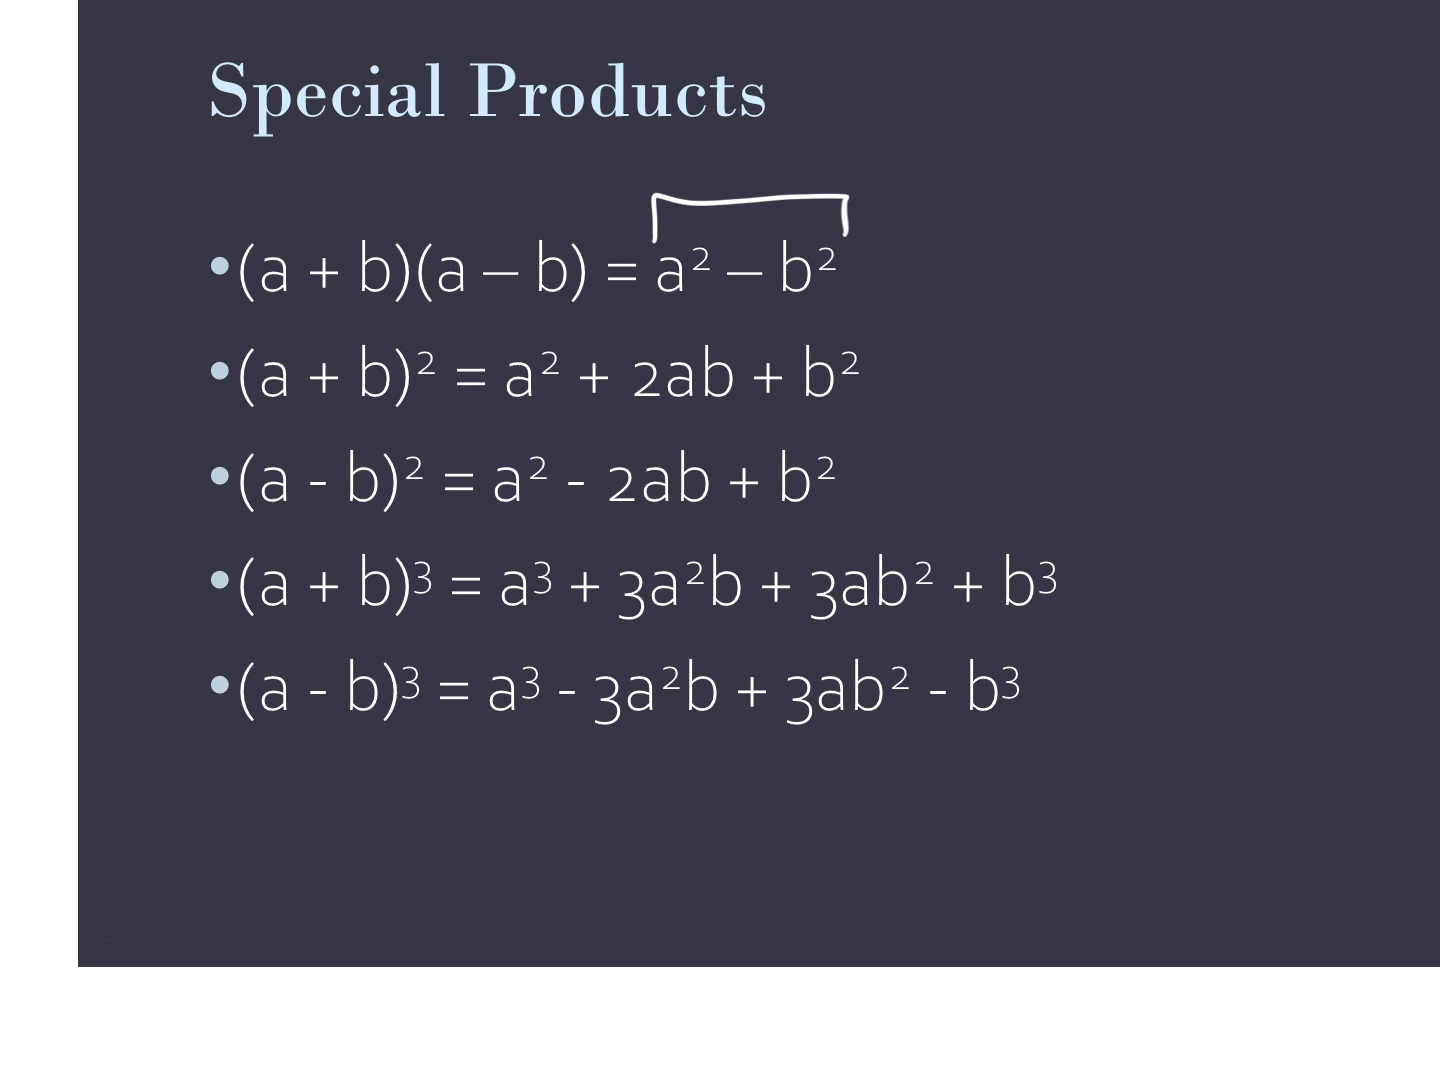 Special Products
•(a + b)(a – b) = a² – b²
•(a + b)² = a² + 2ab + b²
•(a - b)² = a² - 2ab + b²
•(a + b)³ = a³ + 3a²b + 3ab² + b³
•(a - b)³ = a³ - 3a²b + 3ab² - b³